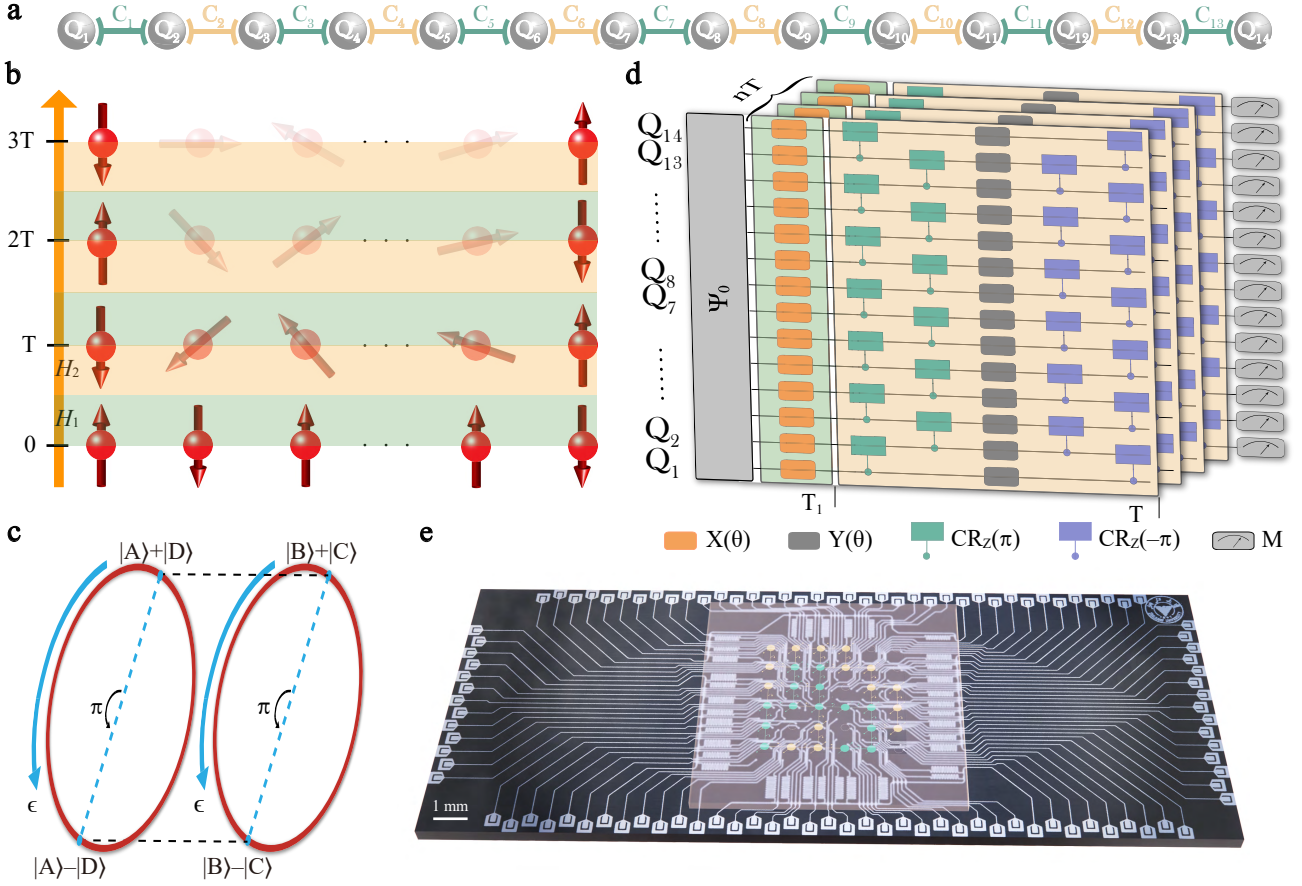 a
Q1 C1 Q2 C2 Q3 C3 Q4 C4 Q5 C5 Q6 C6 Q7 C7 Q8 C8 Q9 C9 Q10 C10 Q11 C11 Q12 C12 Q13 C13 Q14
b
3T
2T
T
H2
H1
0
. . . . . .
. . . . . .
. . . . . .
. . . . . .
c
|A⟩+|D⟩ |B⟩+|C⟩
π π
ϵ ϵ
|A⟩–|D⟩ |B⟩–|C⟩
d
nT
Q14
Q13
......
Q8
Q7
......
Q2
Q1
Ψ0
T1
T
X(θ) Y(θ) CRZ(π) CRZ(−π) M
e
1 mm